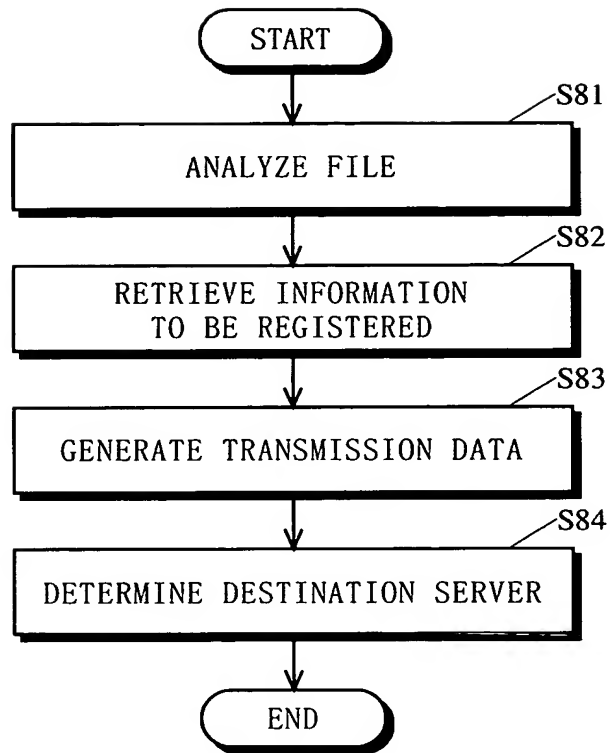 START
S81
ANALYZE FILE
S82
RETRIEVE INFORMATION
TO BE REGISTERED
S83
GENERATE TRANSMISSION DATA
S84
DETERMINE DESTINATION SERVER
END